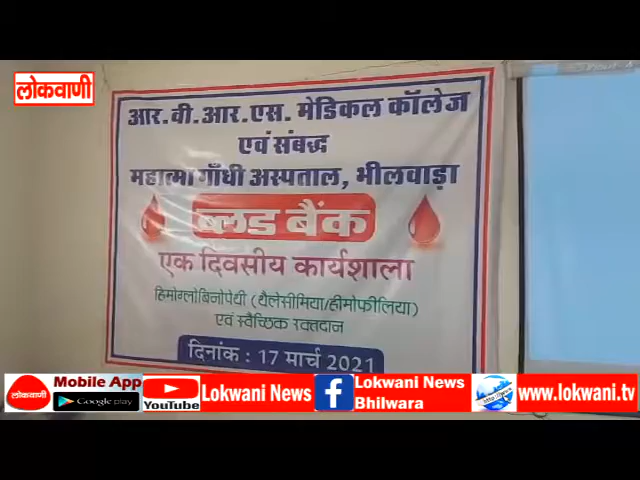 लोकवाणी
आर.वी.आर.एस. मेडिकल कॉलेज
एवं संबद्ध
महात्मा गाँधी अस्पताल, भीलवाड़ा
ब्लड बैंक
एक दिवसीय कार्यशाला
हिमोग्लोबिनोपेथी (थैलेसीमिया/हीमोफीलिया)
एवं स्वैच्छिक रक्तदान
दिनांक : 17 मार्च 2021
लोकवाणी
Mobile App
Google play
YouTube
Lokwani News
Lokwani News
Bhilwara
www.lokwani.tv